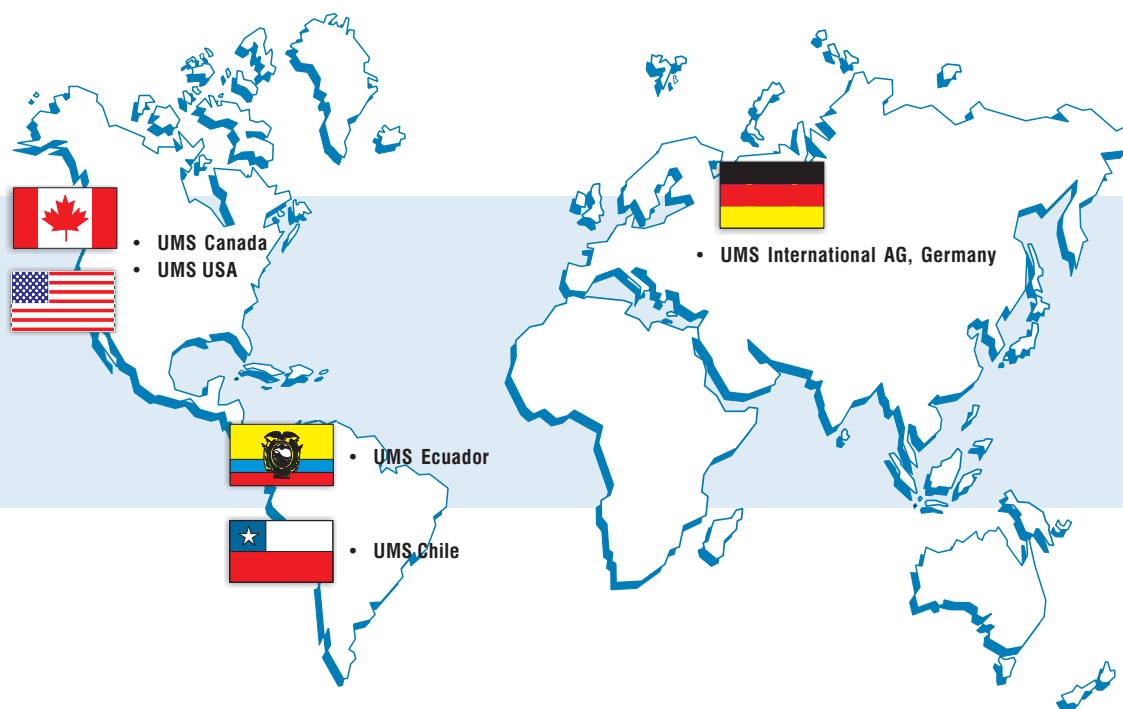 • UMS Canada
• UMS USA
• UMS International AG, Germany
• UMS Ecuador
• UMS Chile